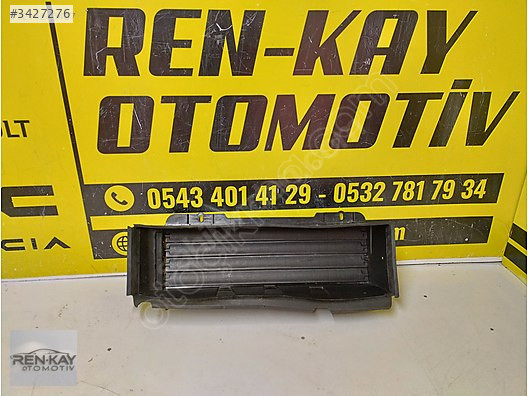 #3427276
REN-KAY
OTOMOTİV
0543 401 41 29 - 0532 781 79 34
REN-KAY
OTOMOTİV